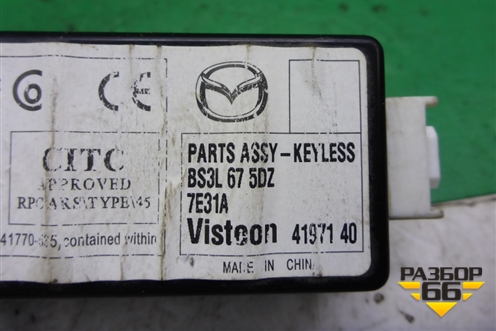 CE
CITC
APPROVED
41770- 35, contained within
PARTS ASSY-KEYLESS
BS3L 67 5DZ
7E31A
Visteon 41971 40
MADE IN CHIN
РАЗБОР
66